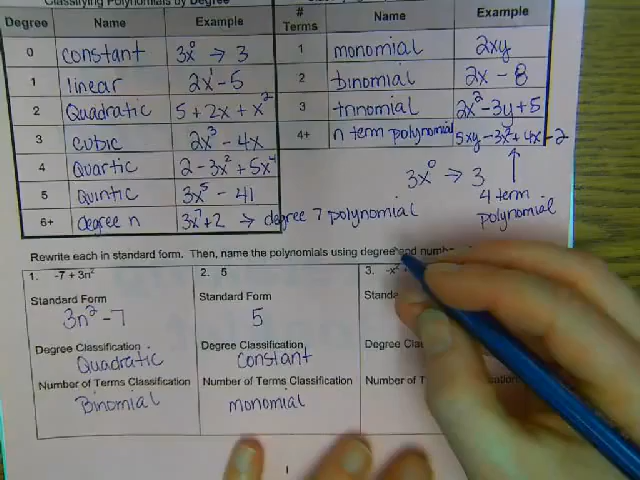 Classifying Polynomials by Degree
Degree Name Example
0 constant 3x⁰ → 3
1 linear 2x¹ - 5
2 Quadratic 5 + 2x + x²
3 cubic 2x³ - 4x
4 Quartic 2 - 3x² + 5x⁴
5 Quintic 3x⁵ - 41
6+ degree n 3x⁷ + 2 → degree 7 polynomial
# Terms Name Example
1 monomial 2xy
2 binomial 2x - 8
3 trinomial 2x² - 3y + 5
4+ n term polynomial 5xy - 3x² + 4x - 2
3x⁰ → 3
4 term
polynomial
Rewrite each in standard form. Then, name the polynomials using degree and
1. -7 + 3n²
Standard Form
3n² - 7
Degree Classification
Quadratic
Number of Terms Classification
Binomial
2. 5
Standard Form
5
Degree Classification
constant
Number of Terms Classification
monomial
3. -x²
Degree
Number of T